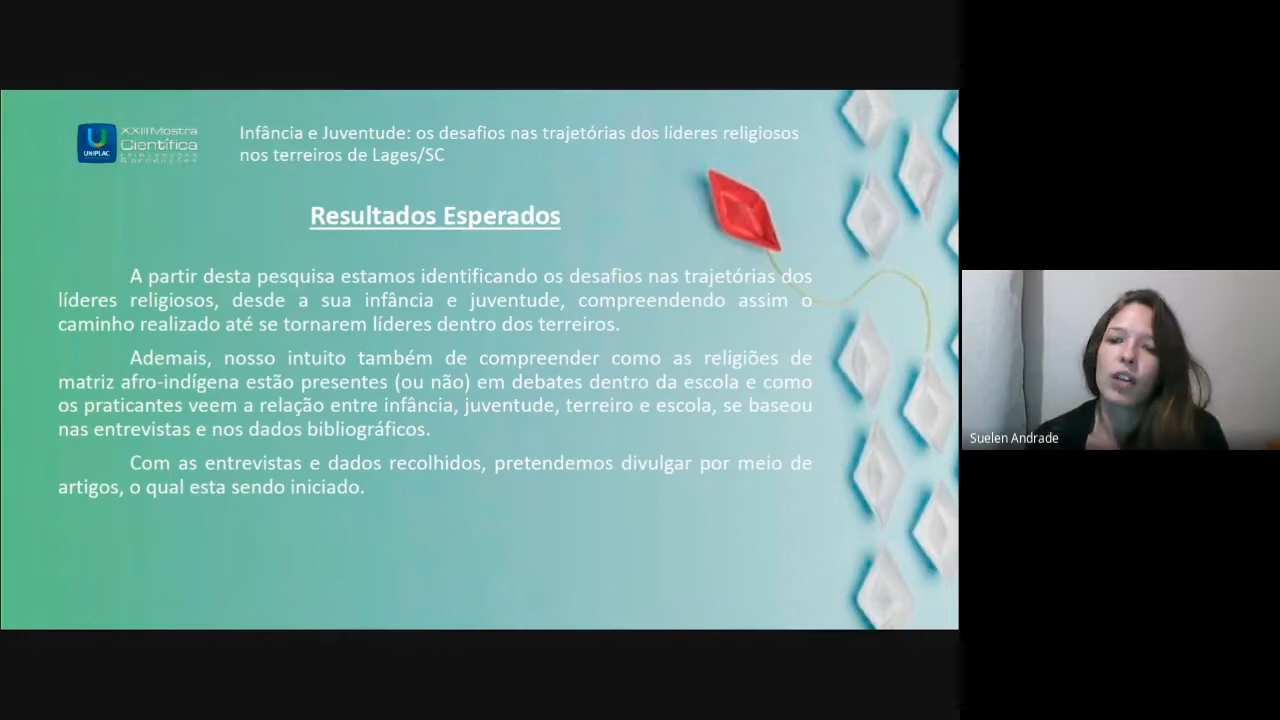 XXIII Mostra
Científica
UNIPLAC
Infância e Juventude: os desafios nas trajetórias dos líderes religiosos
nos terreiros de Lages/SC
Resultados Esperados
A partir desta pesquisa estamos identificando os desafios nas trajetórias dos
líderes religiosos, desde a sua infância e juventude, compreendendo assim o
caminho realizado até se tornarem líderes dentro dos terreiros.
Ademais, nosso intuito também de compreender como as religiões de
matriz afro-indígena estão presentes (ou não) em debates dentro da escola e como
os praticantes veem a relação entre infância, juventude, terreiro e escola, se baseou
nas entrevistas e nos dados bibliográficos.
Com as entrevistas e dados recolhidos, pretendemos divulgar por meio de
artigos, o qual esta sendo iniciado.
Suelen Andrade